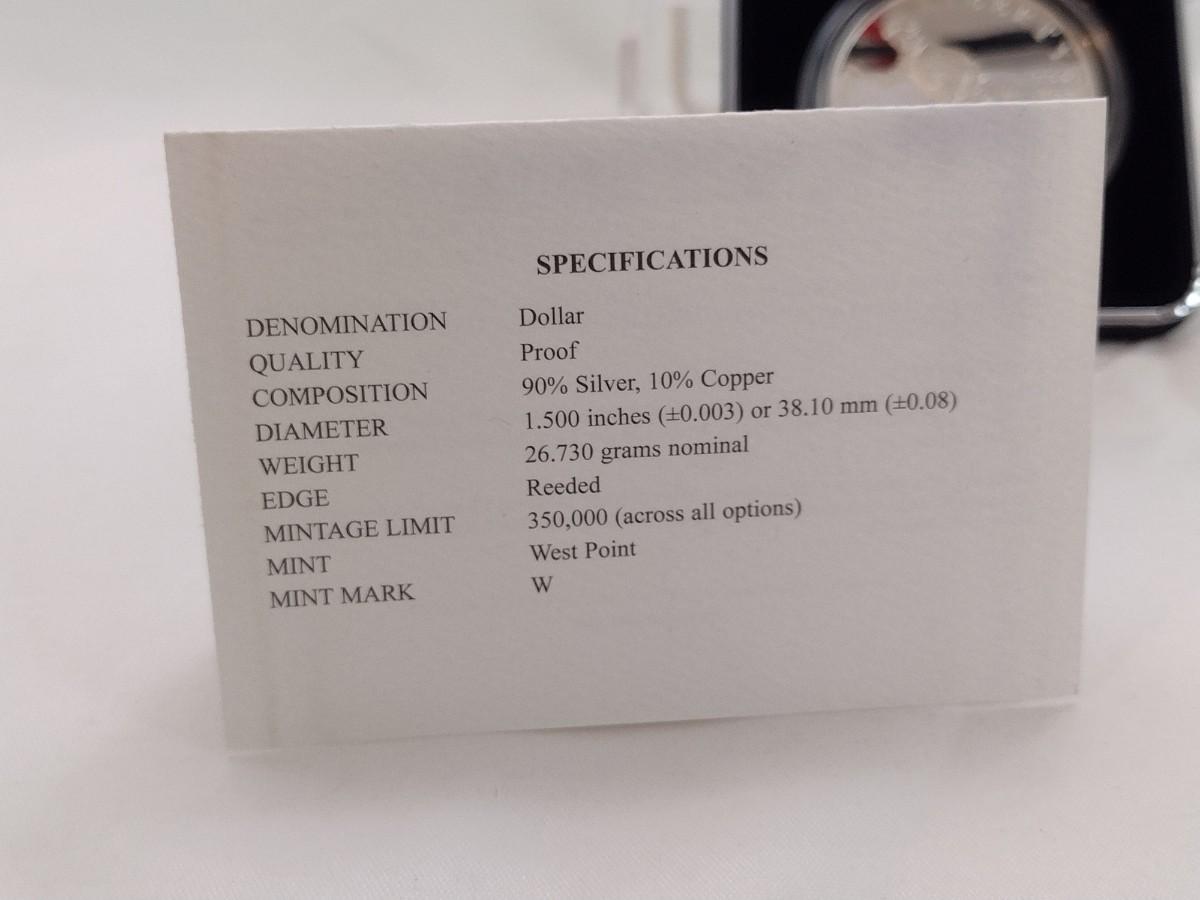 SPECIFICATIONS
DENOMINATION Dollar
QUALITY Proof
COMPOSITION 90% Silver, 10% Copper
DIAMETER 1.500 inches (±0.003) or 38.10 mm (±0.08)
WEIGHT 26.730 grams nominal
EDGE Reeded
MINTAGE LIMIT 350,000 (across all options)
MINT West Point
MINT MARK W